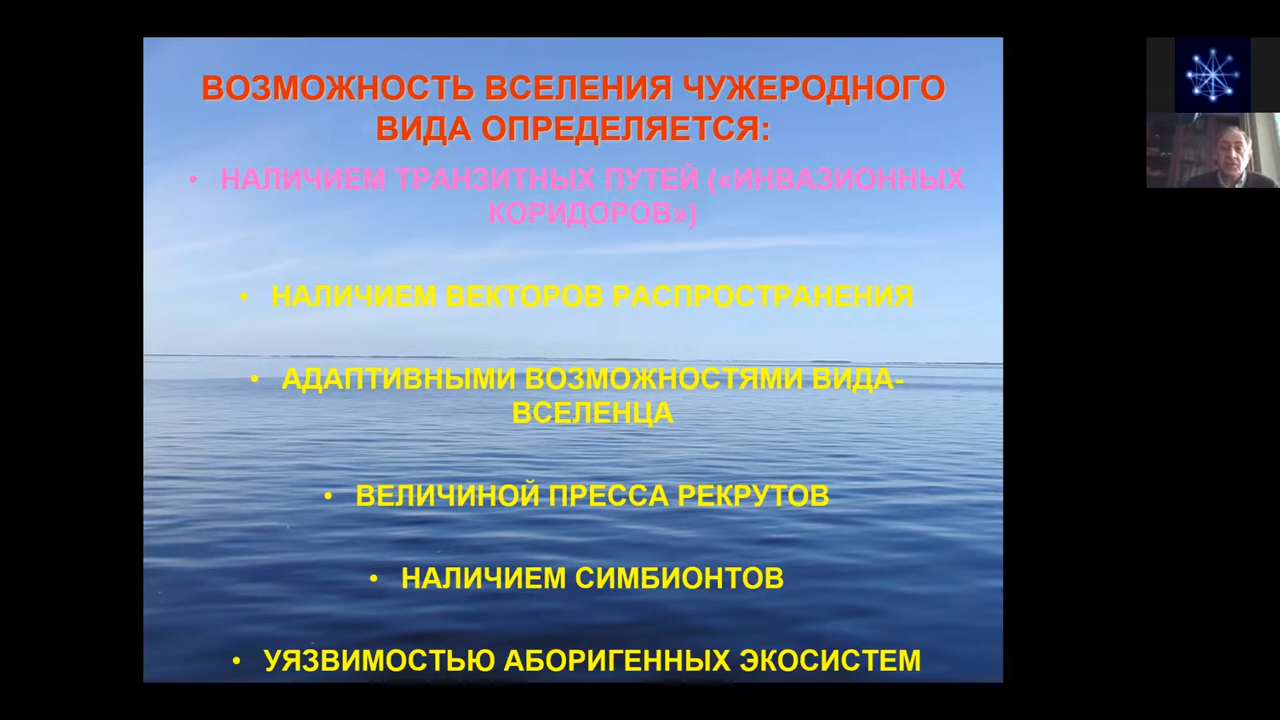 ВОЗМОЖНОСТЬ ВСЕЛЕНИЯ ЧУЖЕРОДНОГО
ВИДА ОПРЕДЕЛЯЕТСЯ:
• НАЛИЧИЕМ ТРАНЗИТНЫХ ПУТЕЙ («ИНВАЗИОННЫХ
КОРИДОРОВ»)
• НАЛИЧИЕМ ВЕКТОРОВ РАСПРОСТРАНЕНИЯ
• АДАПТИВНЫМИ ВОЗМОЖНОСТЯМИ ВИДА-
ВСЕЛЕНЦА
• ВЕЛИЧИНОЙ ПРЕССА РЕКРУТОВ
• НАЛИЧИЕМ СИМБИОНТОВ
• УЯЗВИМОСТЬЮ АБОРИГЕННЫХ ЭКОСИСТЕМ